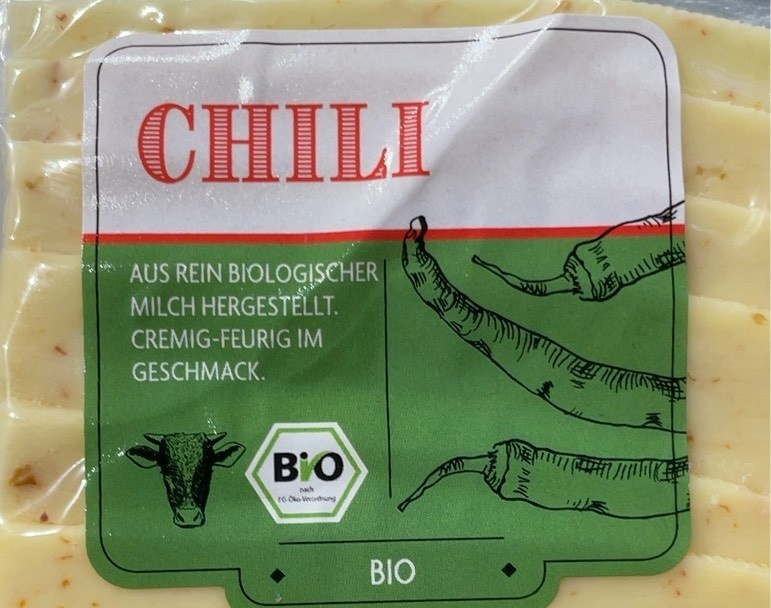 CHILI
AUS REIN BIOLOGISCHER
MILCH HERGESTELLT.
CREMIG-FEURIG IM
GESCHMACK.
BiO
nach
EG-Öko-Verordnung
BIO